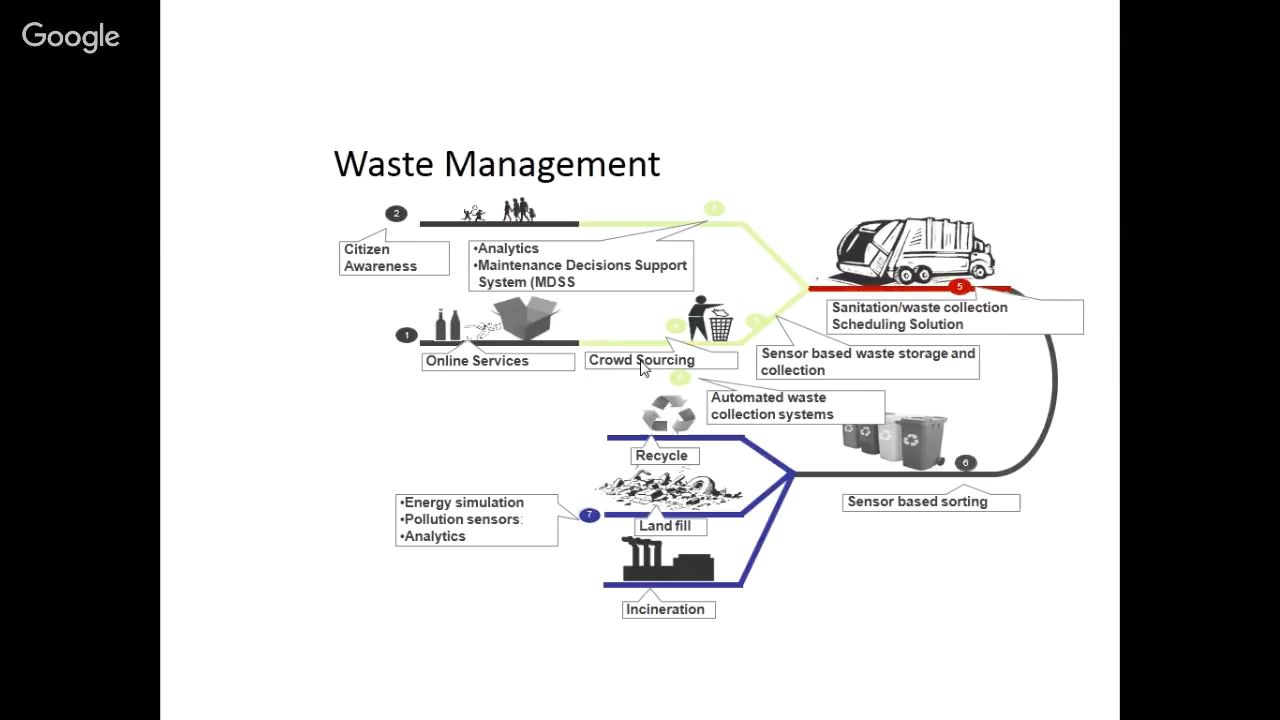 Google
Waste Management
2
Citizen
Awareness
•Analytics
•Maintenance Decisions Support
System (MDSS
5
Sanitation/waste collection
Scheduling Solution
1
Online Services
Crowd Sourcing
Sensor based waste storage and
collection
Automated waste
collection systems
Recycle
6
Sensor based sorting
•Energy simulation
•Pollution sensors:
•Analytics
7
Land fill
Incineration